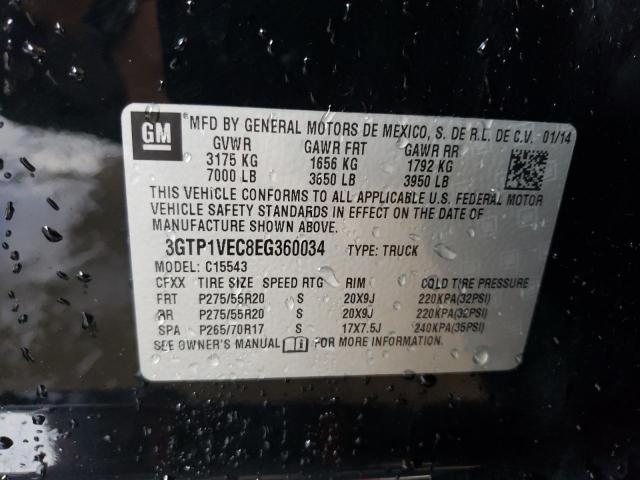 GM ® MFD BY GENERAL MOTORS DE MEXICO, S. DE R.L. DE C.V. 01/14
GVWR GAWR FRT GAWR RR
3175 KG 1656 KG 1792 KG
7000 LB 3650 LB 3950 LB
THIS VEHICLE CONFORMS TO ALL APPLICABLE U.S. FEDERAL MOTOR
VEHICLE SAFETY STANDARDS IN EFFECT ON THE DATE OF
MANUFACTURE SHOWN ABOVE.
3GTP1VEC8EG360034 TYPE: TRUCK
MODEL: C15543
CFXX TIRE SIZE SPEED RTG RIM COLD TIRE PRESSURE
FRT P275/55R20 S 20X9J 220KPA(32PSI)
RR P275/55R20 S 20X9J 220KPA(32PSI)
SPA P265/70R17 S 17X7.5J 240KPA(35PSI)
SEE OWNER'S MANUAL FOR MORE INFORMATION.